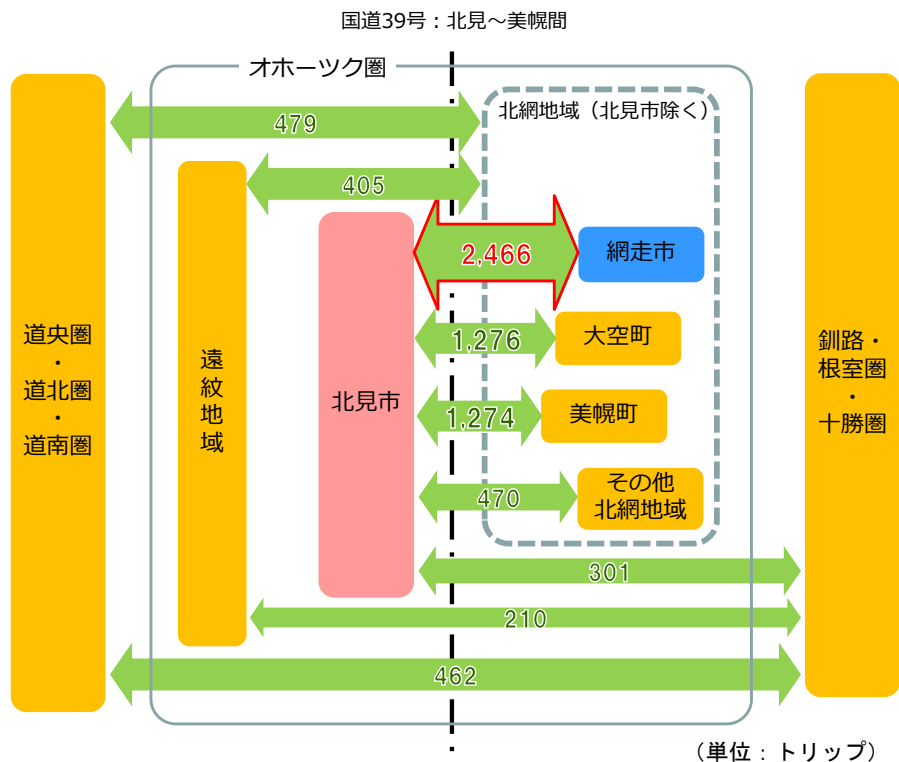 国道39号：北見～美幌間
オホーツク圏
北網地域（北見市除く）
479
405
2,466
網走市
1,276
大空町
1,274
美幌町
470
その他
北網地域
301
210
462
道央圏
・
道北圏
・
道南圏
遠紋地域
北見市
釧路・
根室圏
・
十勝圏
（単位：トリップ）